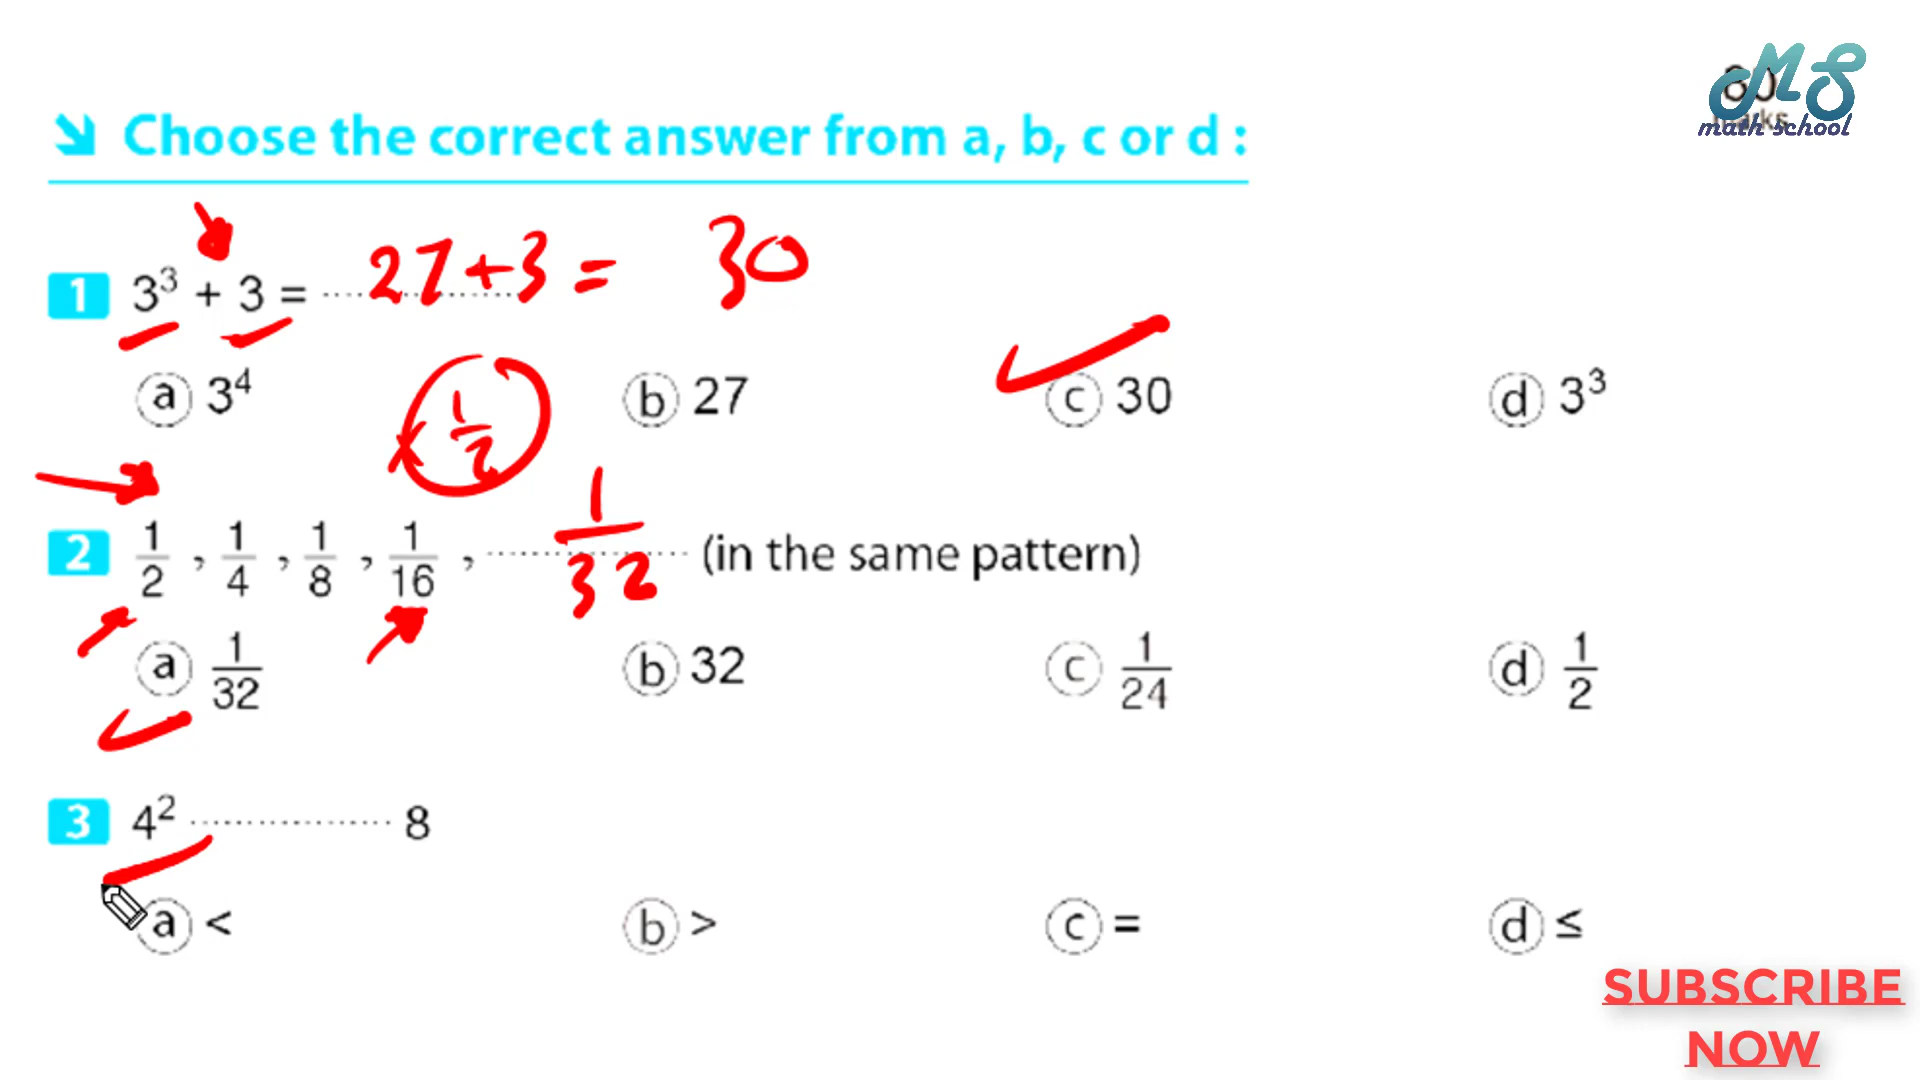 MS
math school
Choose the correct answer from a, b, c or d :
1 3³ + 3 = .................... 27+3 = 30
a 3⁴ b 27 c 30 d 3³
× 1/2
2 1/2 , 1/4 , 1/8 , 1/16 , .................... 1/32 (in the same pattern)
a 1/32 b 32 c 1/24 d 1/2
3 4² .................... 8
a < b > c = d ≤
SUBSCRIBE
NOW